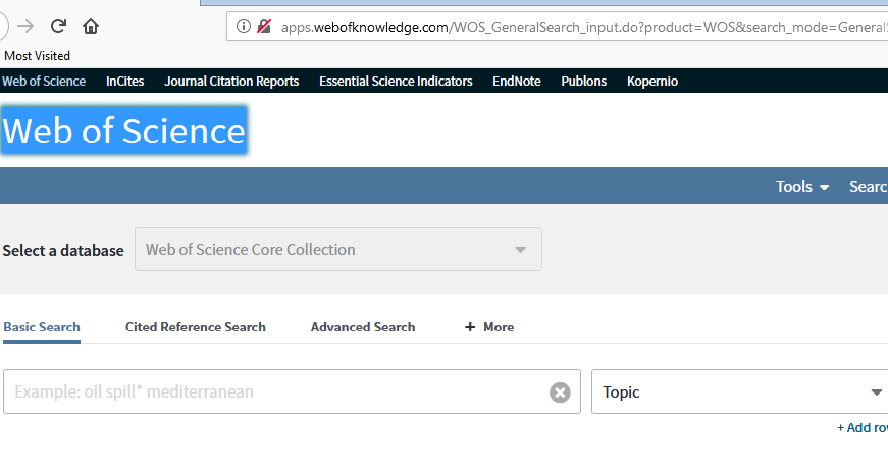 apps.webofknowledge.com/WOS_GeneralSearch_input.do?product=WOS&search_mode=General
Most Visited
Web of Science InCites Journal Citation Reports Essential Science Indicators EndNote Publons Kopernio
Web of Science
Tools Searc
Select a database Web of Science Core Collection
Basic Search Cited Reference Search Advanced Search + More
Example: oil spill* mediterranean Topic
+ Add rov